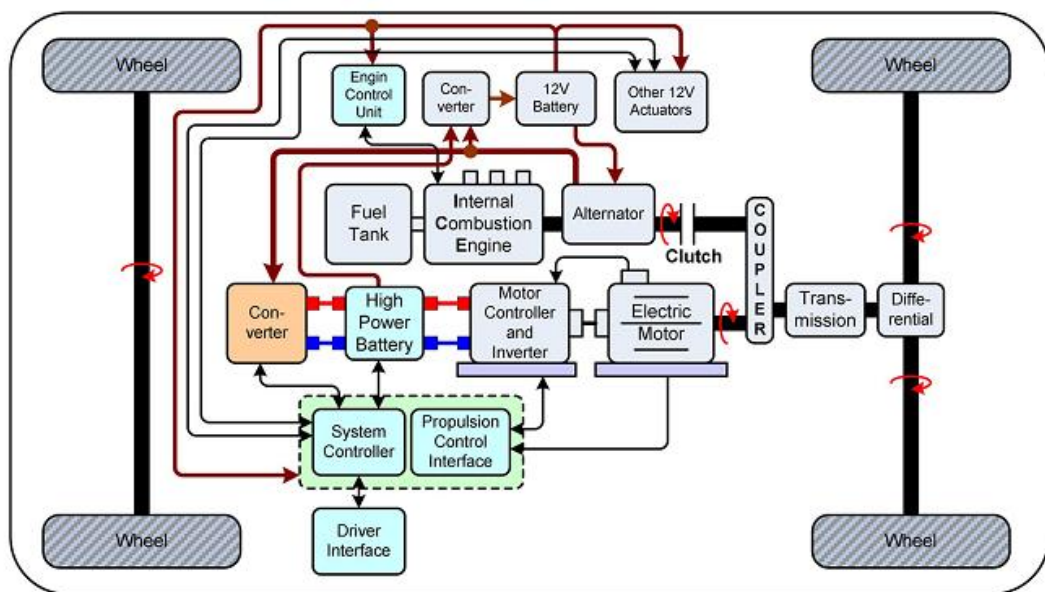 Wheel
Wheel
Engin
Control
Unit
Con-
verter
12V
Battery
Other 12V
Actuators
Fuel
Tank
Internal
Combustion
Engine
Alternator
Clutch
C
O
U
P
L
E
R
Con-
verter
High
Power
Battery
Motor
Controller
and
Inverter
Electric
Motor
Trans-
mission
Diffe-
rential
System
Controller
Propulsion
Control
Interface
Driver
Interface
Wheel
Wheel